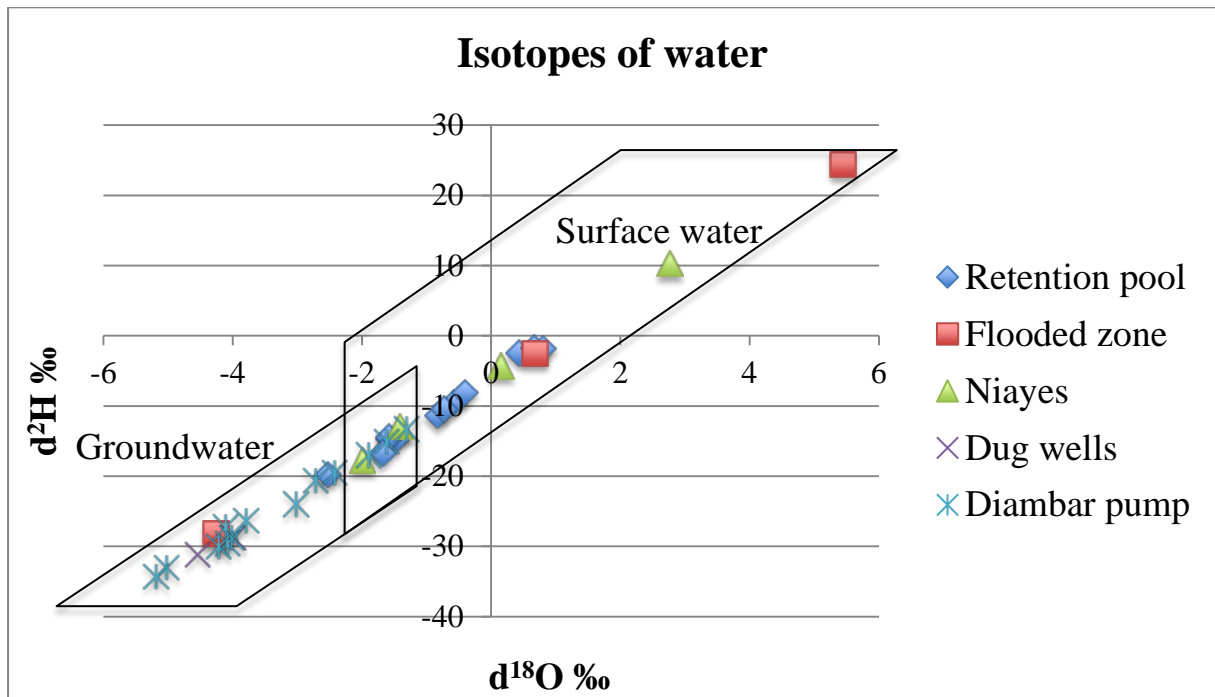 Isotopes of water
30
20
10
0
-10
-20
-30
-40
-6
-4
-2
0
2
4
6
Surface water
Groundwater
d²H ‰
d¹⁸O ‰
Retention pool
Flooded zone
Niayes
Dug wells
Diambar pump